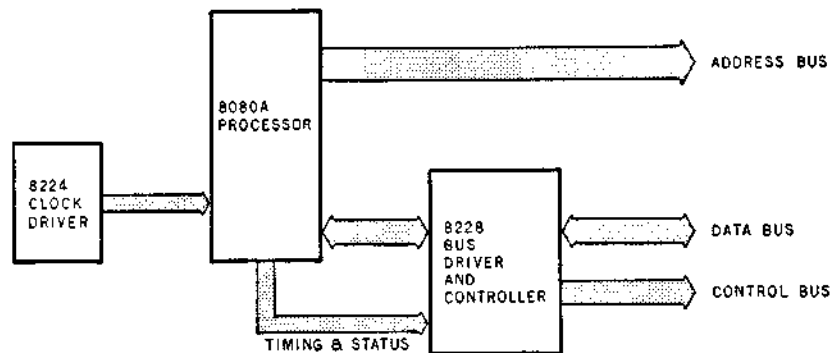 ADDRESS BUS
8080A
PROCESSOR
8224
CLOCK
DRIVER
8228
BUS
DRIVER
AND
CONTROLLER
DATA BUS
CONTROL BUS
TIMING & STATUS